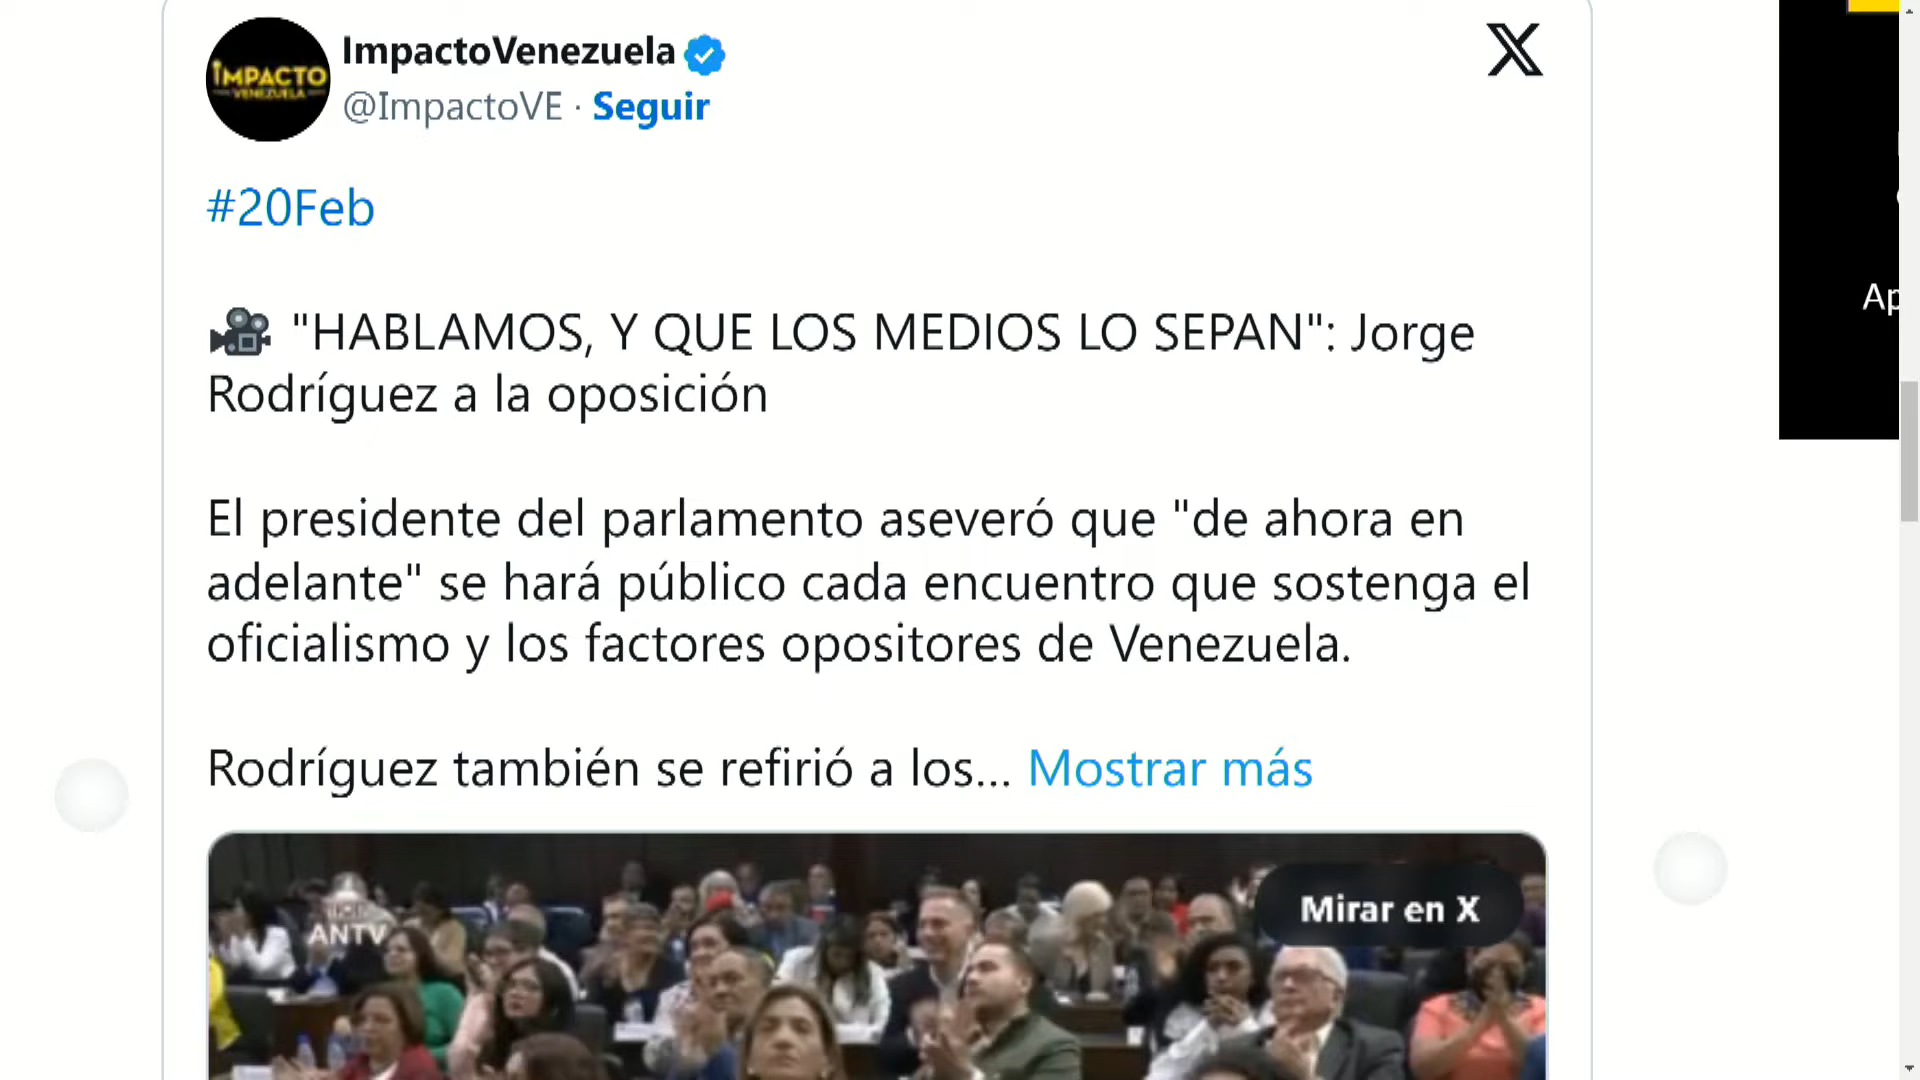 IMPACTO
VENEZUELA
ImpactoVenezuela
@ImpactoVE · Seguir
#20Feb
"HABLAMOS, Y QUE LOS MEDIOS LO SEPAN": Jorge
Rodríguez a la oposición
El presidente del parlamento aseveró que "de ahora en
adelante" se hará público cada encuentro que sostenga el
oficialismo y los factores opositores de Venezuela.
Rodríguez también se refirió a los... Mostrar más
ANTV
Mirar en X
Ap